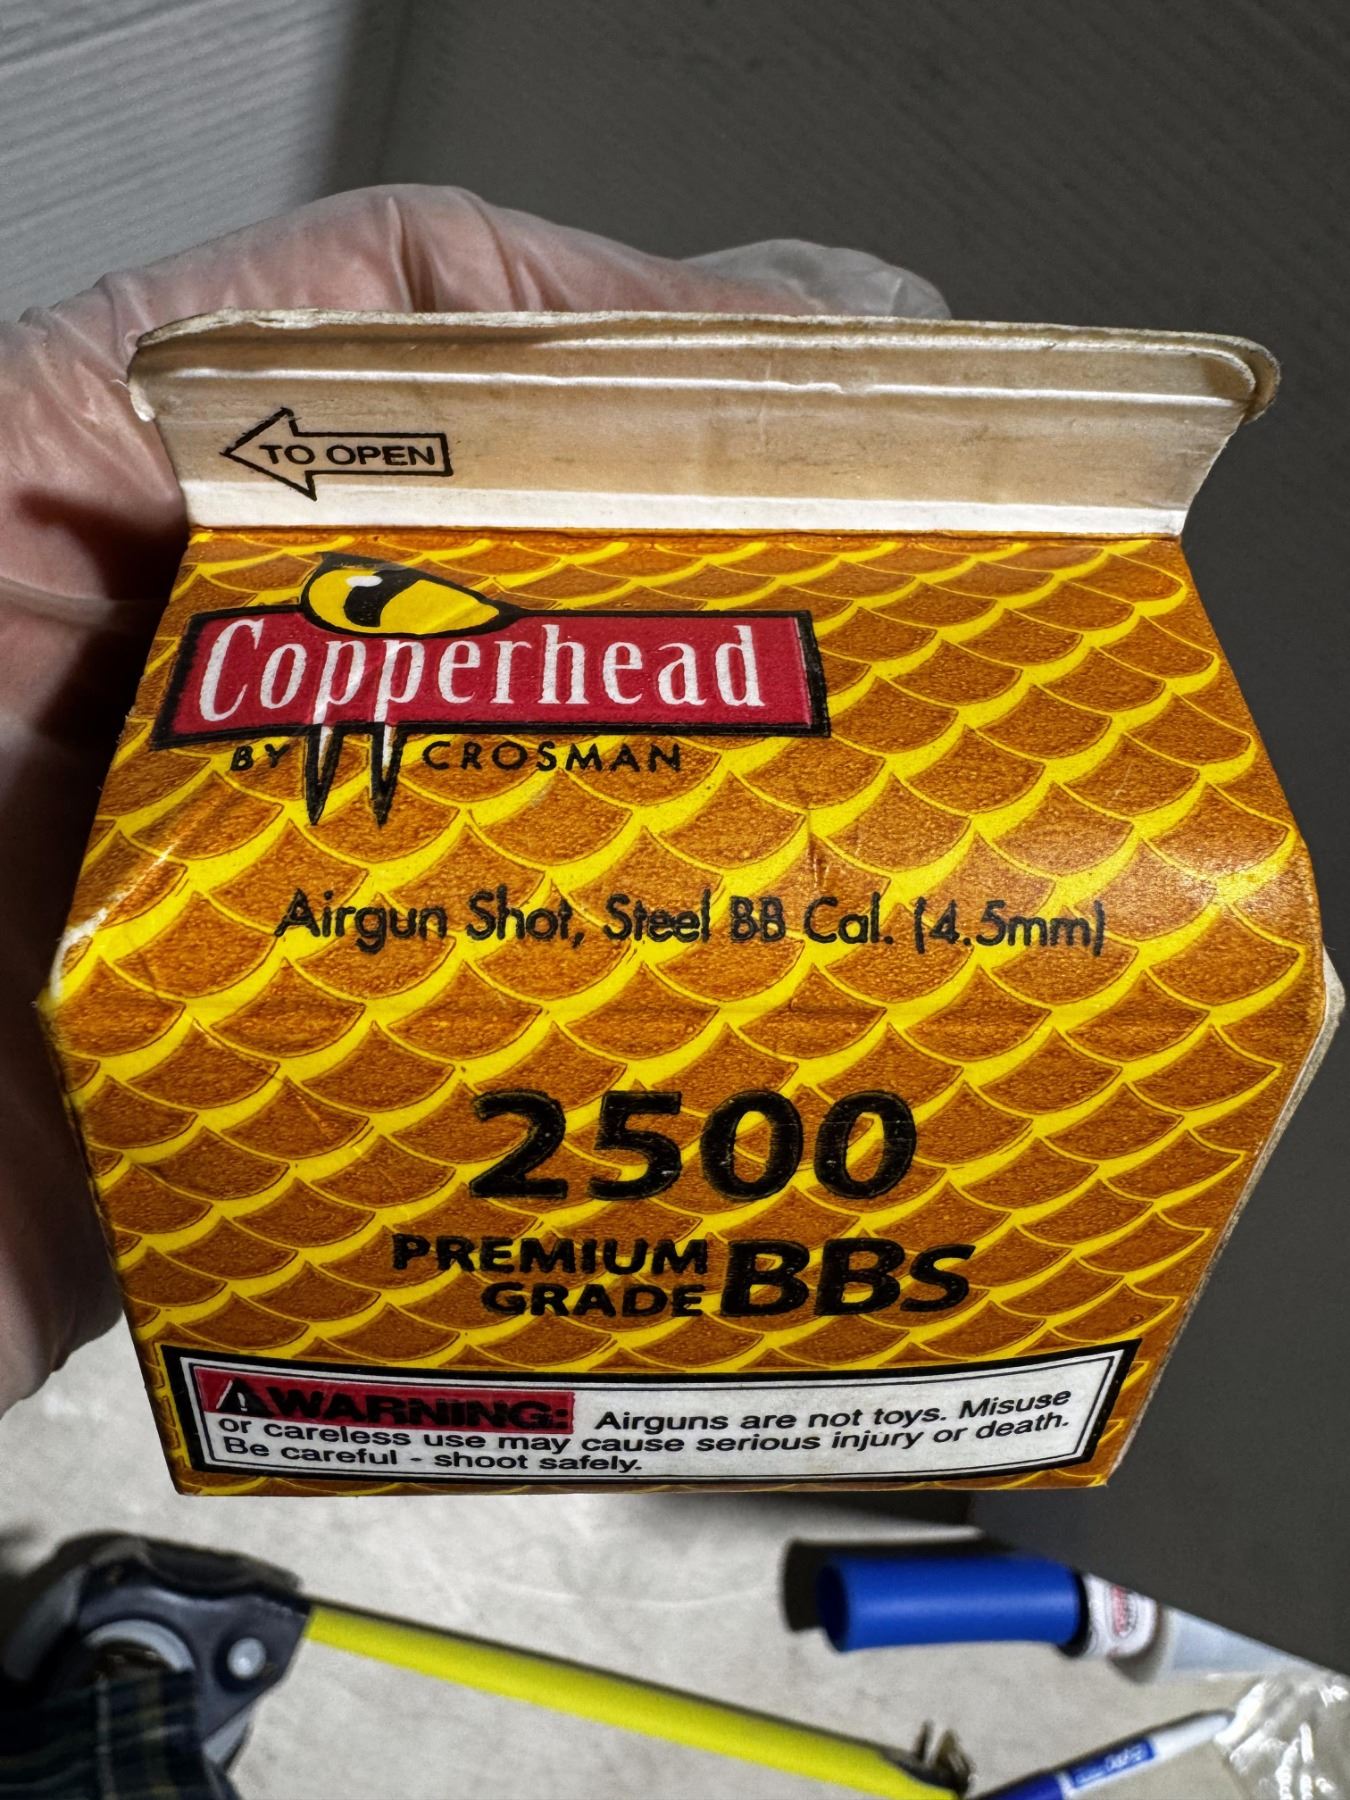 TO OPEN
Copperhead
BY CROSMAN
Airgun Shot, Steel BB Cal. (4.5mm)
2500
PREMIUM
GRADE BBs
WARNING: Airguns are not toys. Misuse
or careless use may cause serious injury or death.
Be careful - shoot safely.